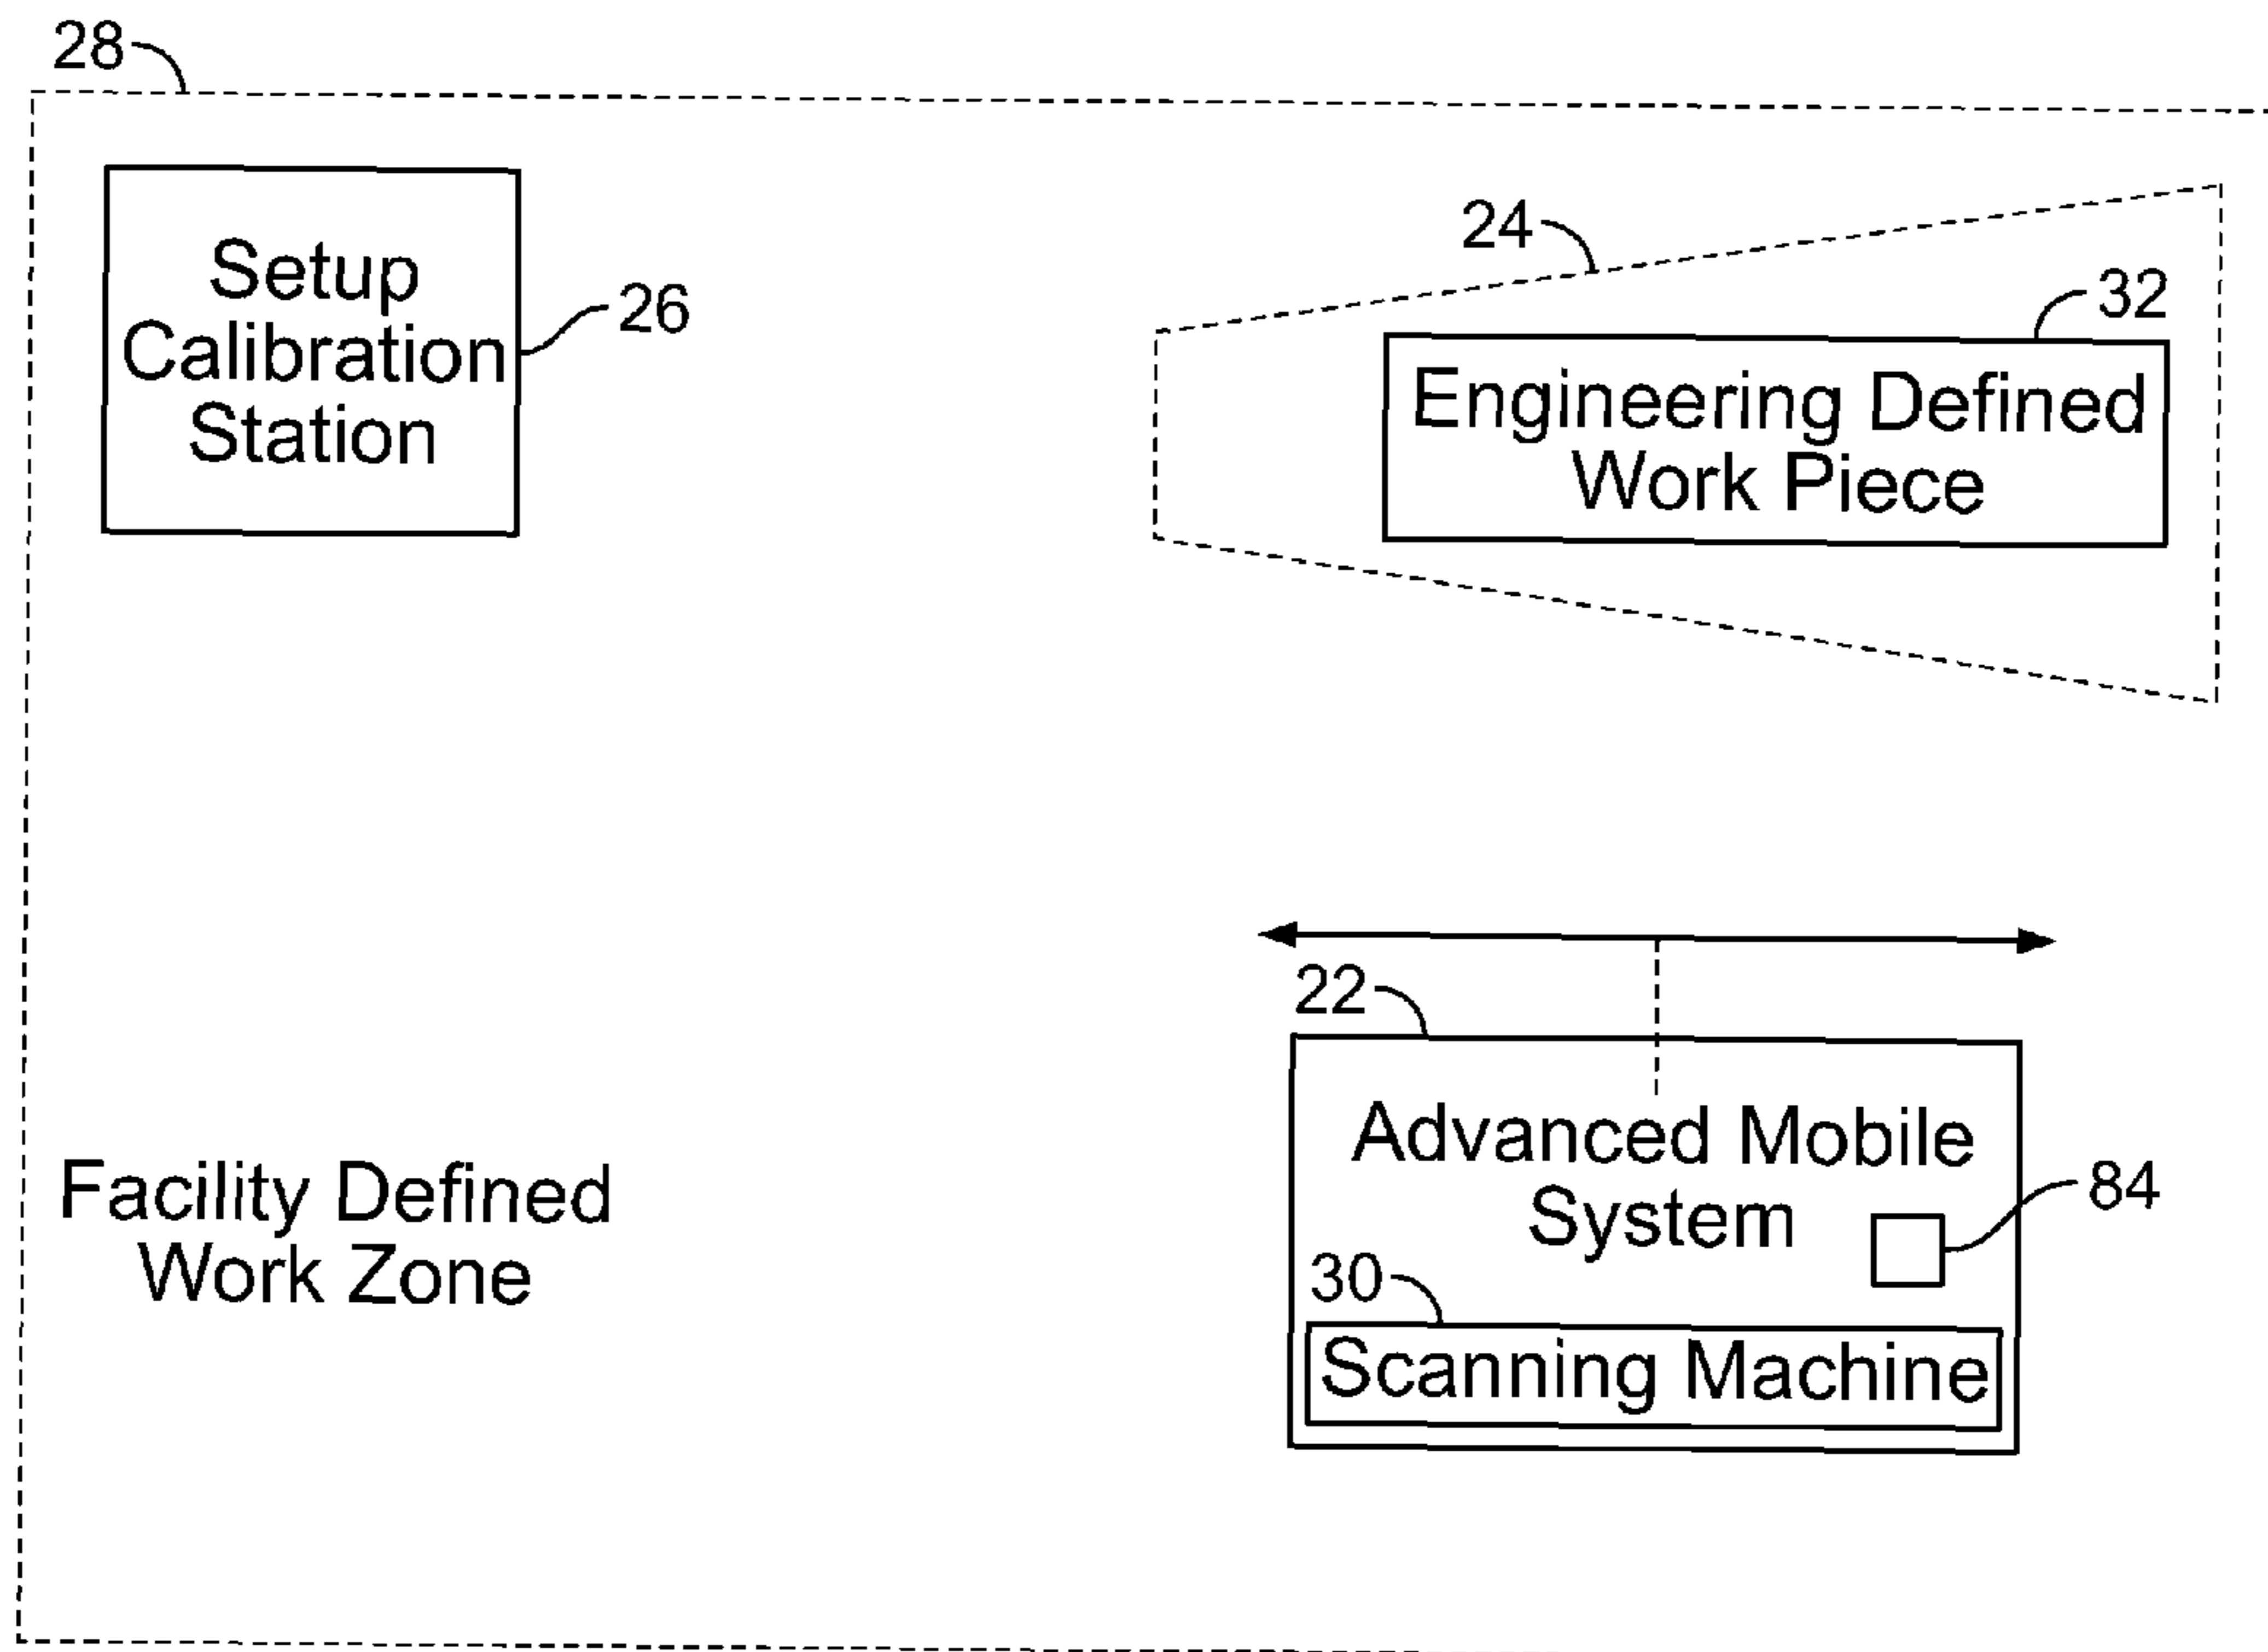 28
Setup
Calibration
Station
26
24
32
Engineering Defined
Work Piece
22
Advanced Mobile
System
84
Facility Defined
Work Zone
30
Scanning Machine